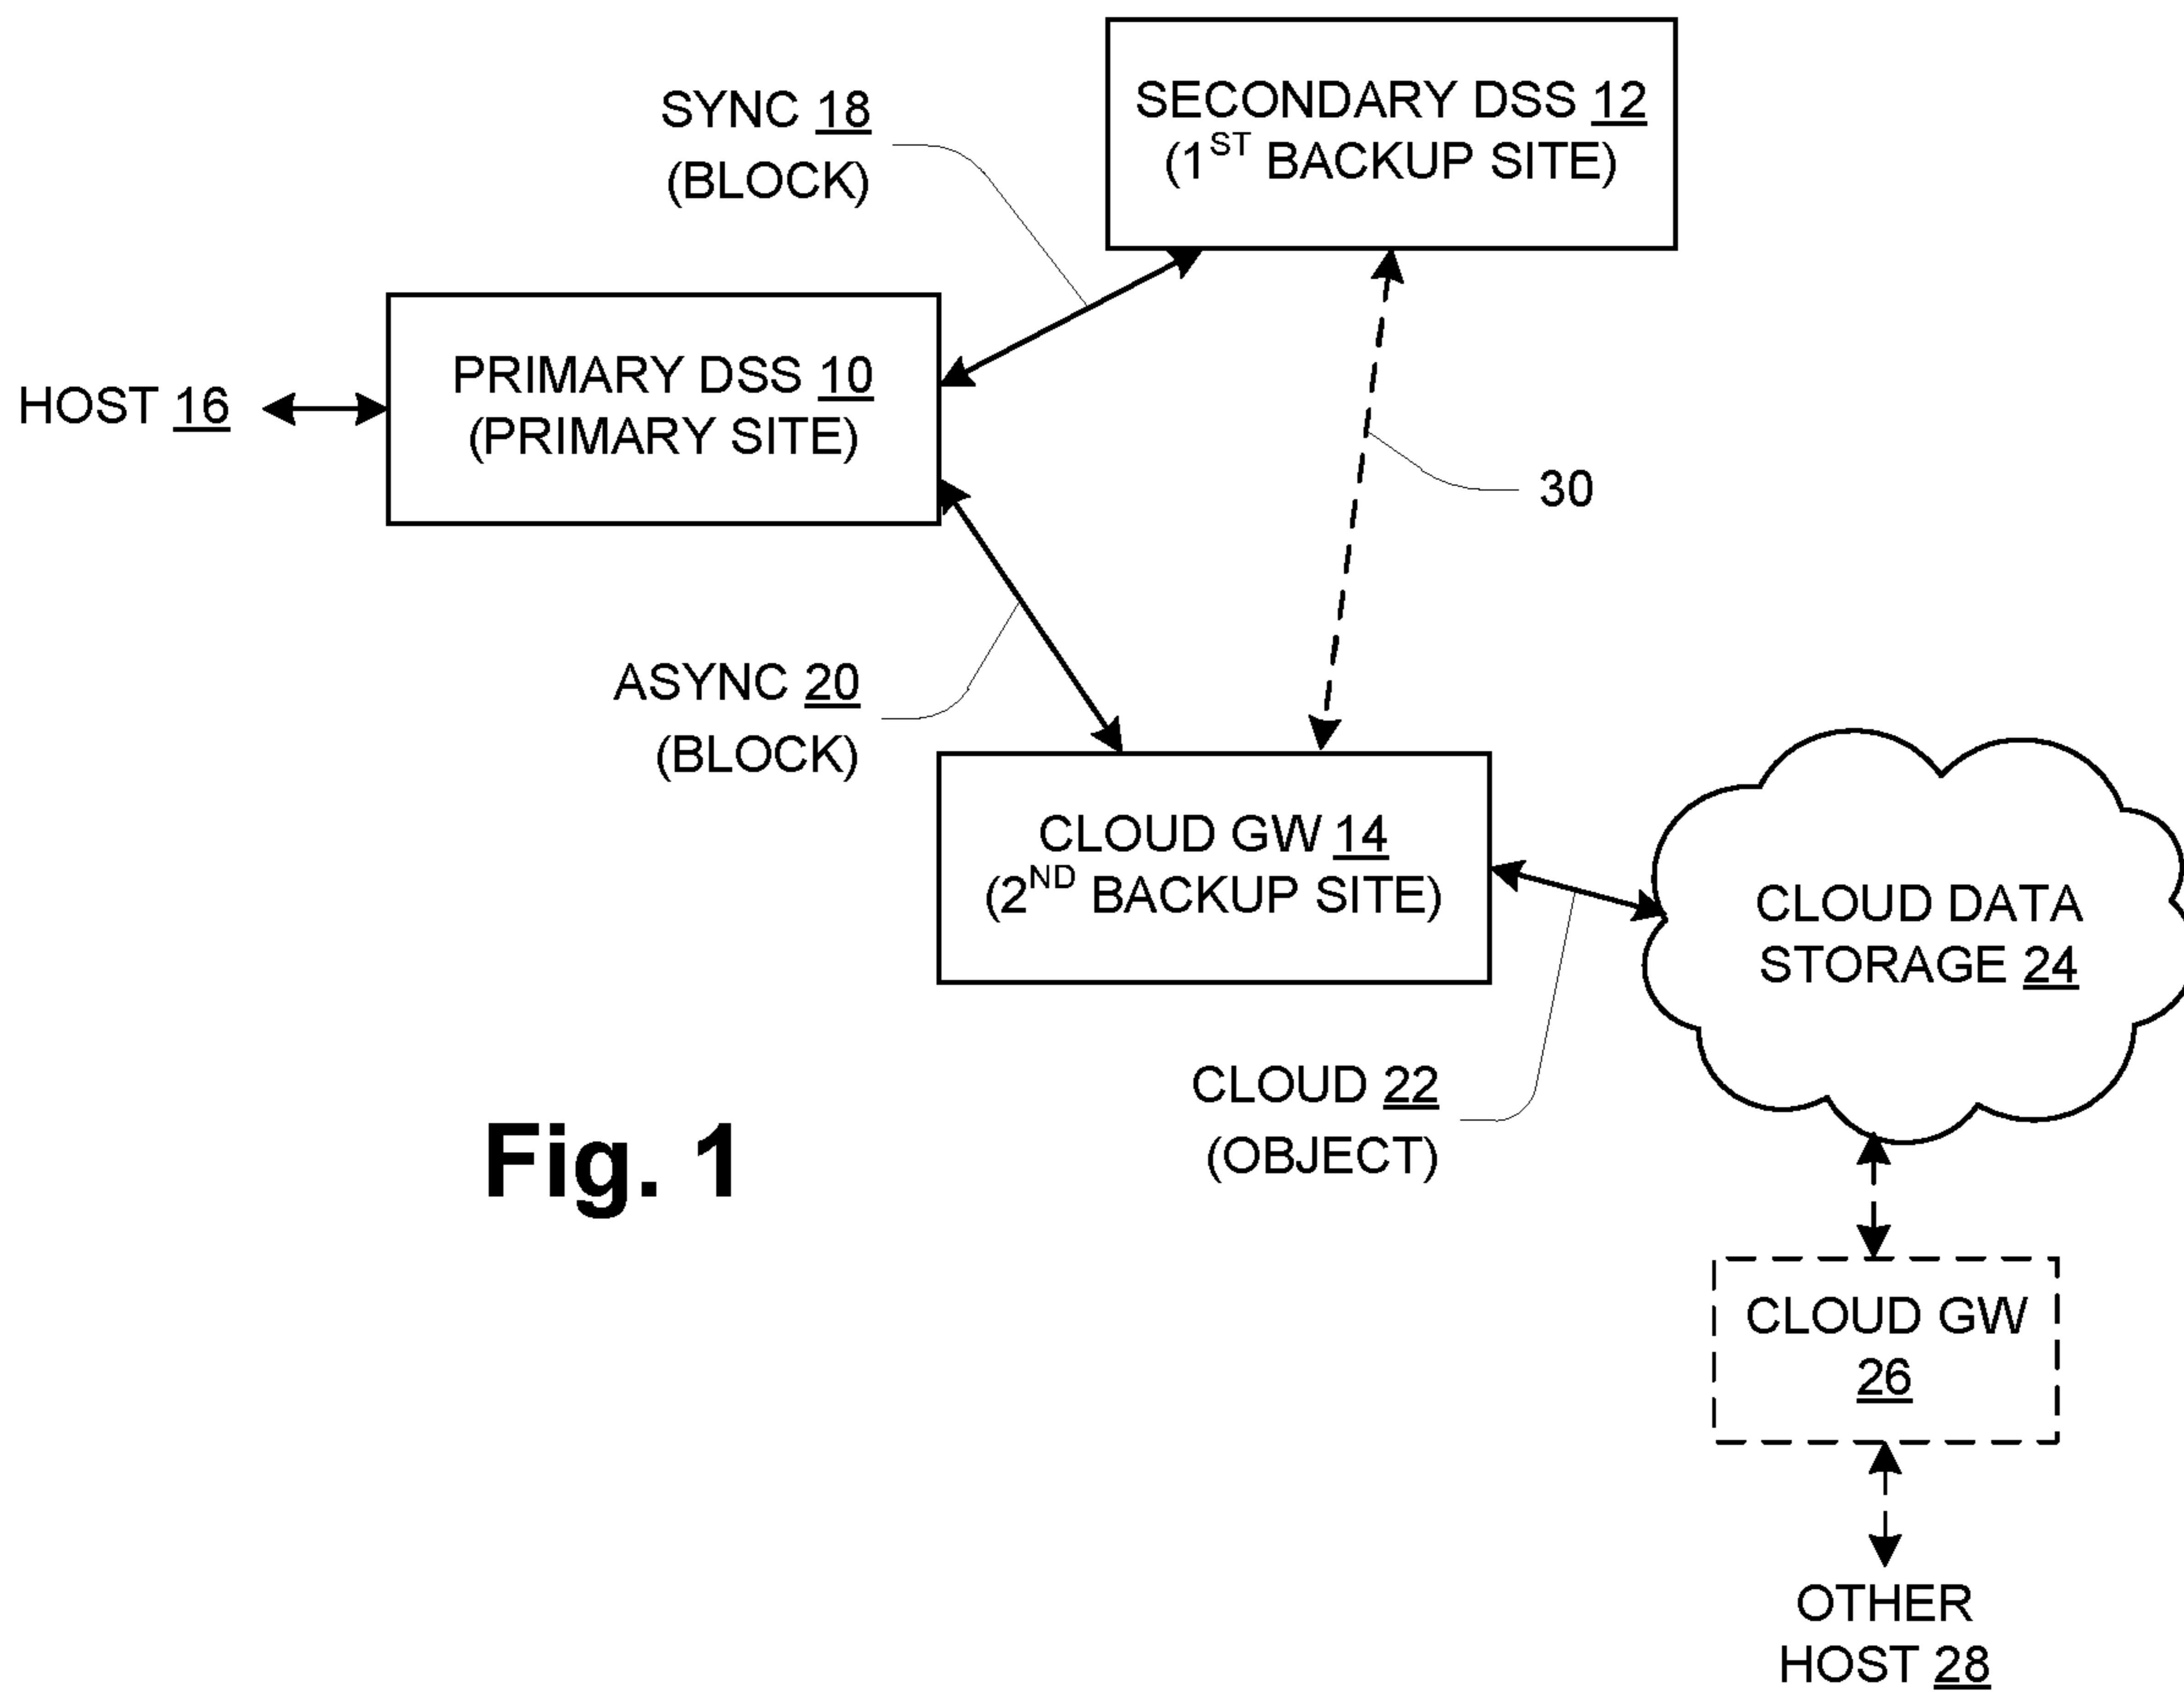 SYNC 18
(BLOCK)
SECONDARY DSS 12
(1ST BACKUP SITE)
HOST 16
PRIMARY DSS 10
(PRIMARY SITE)
30
ASYNC 20
(BLOCK)
CLOUD GW 14
(2ND BACKUP SITE)
CLOUD DATA
STORAGE 24
CLOUD 22
(OBJECT)
Fig. 1
CLOUD GW
26
OTHER
HOST 28